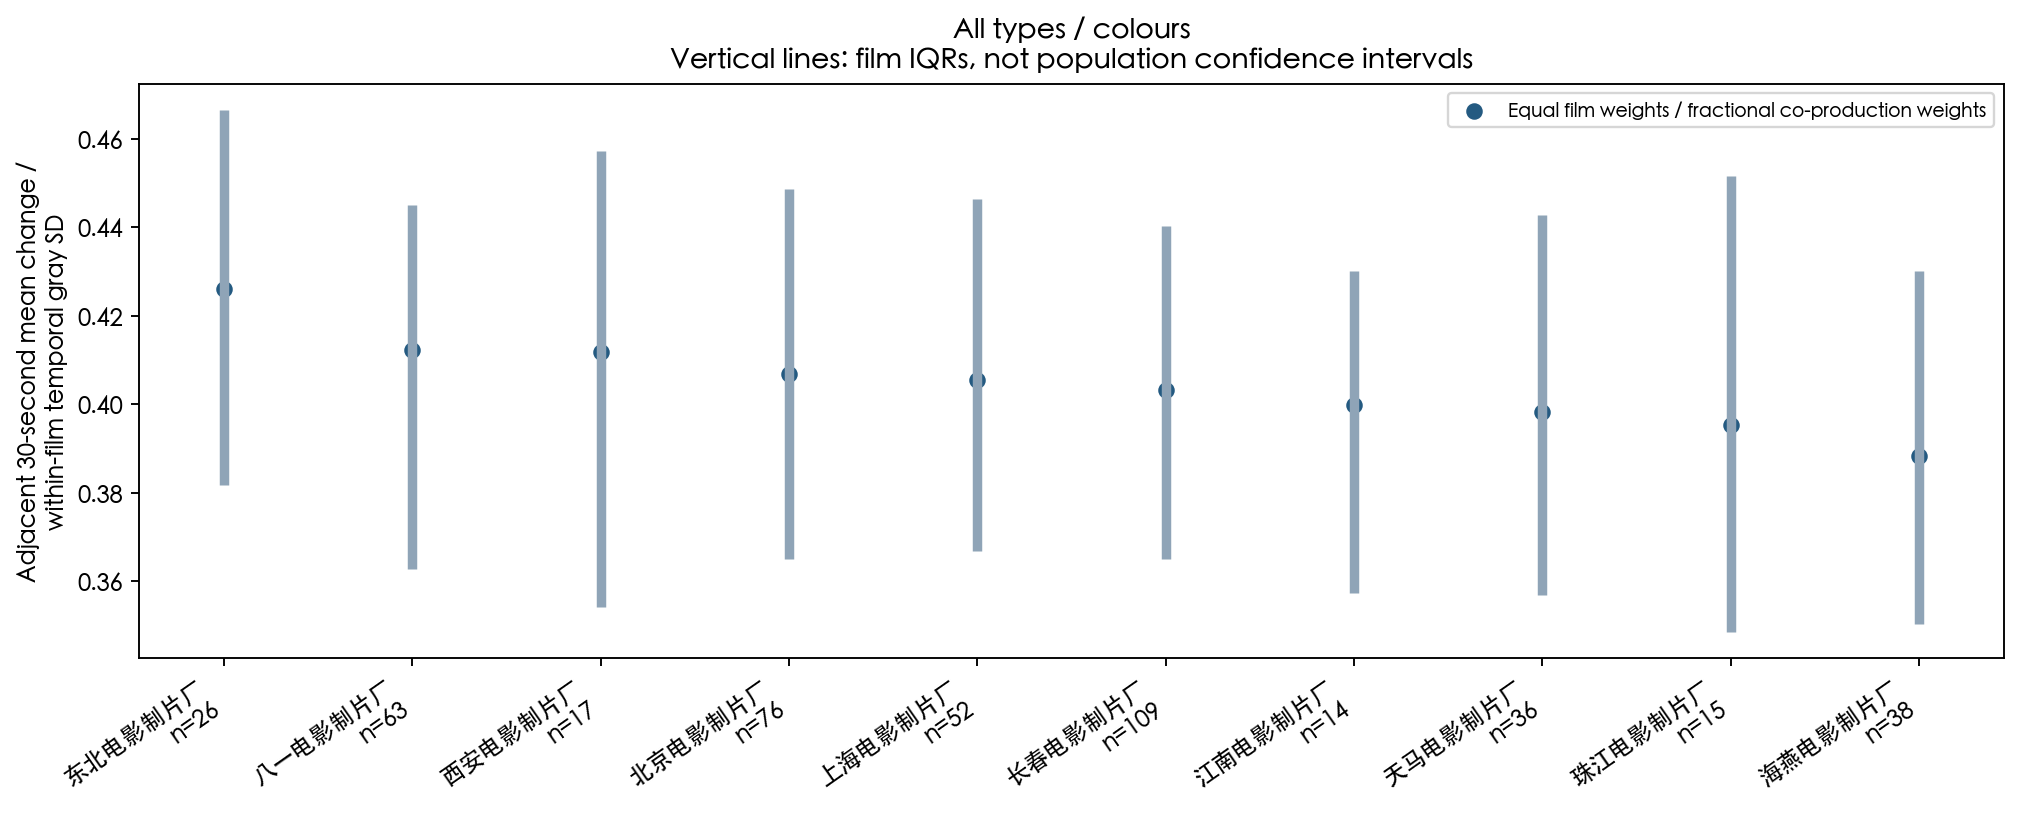 All types / colours
Vertical lines: film IQRs, not population confidence intervals
Equal film weights / fractional co-production weights
Adjacent 30-second mean change /
within-film temporal gray SD
0.46
0.44
0.42
0.40
0.38
0.36
东北电影制片厂
n=26
八一电影制片厂
n=63
西安电影制片厂
n=17
北京电影制片厂
n=76
上海电影制片厂
n=52
长春电影制片厂
n=109
江南电影制片厂
n=14
天马电影制片厂
n=36
珠江电影制片厂
n=15
海燕电影制片厂
n=38